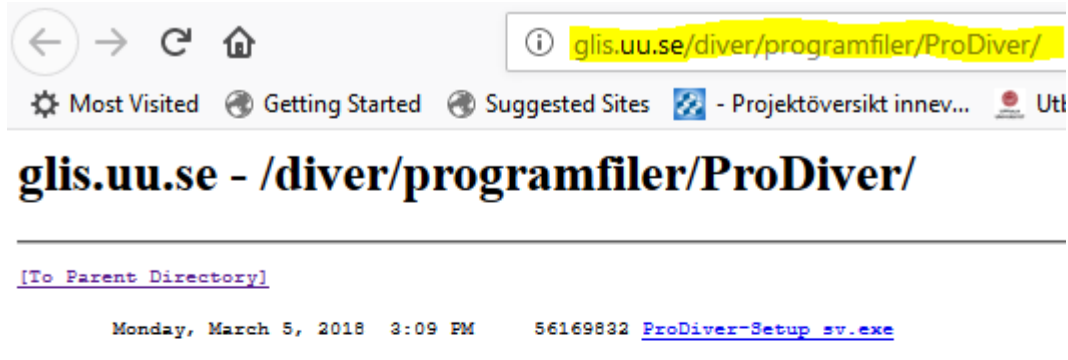 glis.uu.se/diver/programfiler/ProDiver/
Most Visited Getting Started Suggested Sites - Projektöversikt innev...
glis.uu.se - /diver/programfiler/ProDiver/
[To Parent Directory]
Monday, March 5, 2018 3:09 PM 56169832 ProDiver-Setup sv.exe